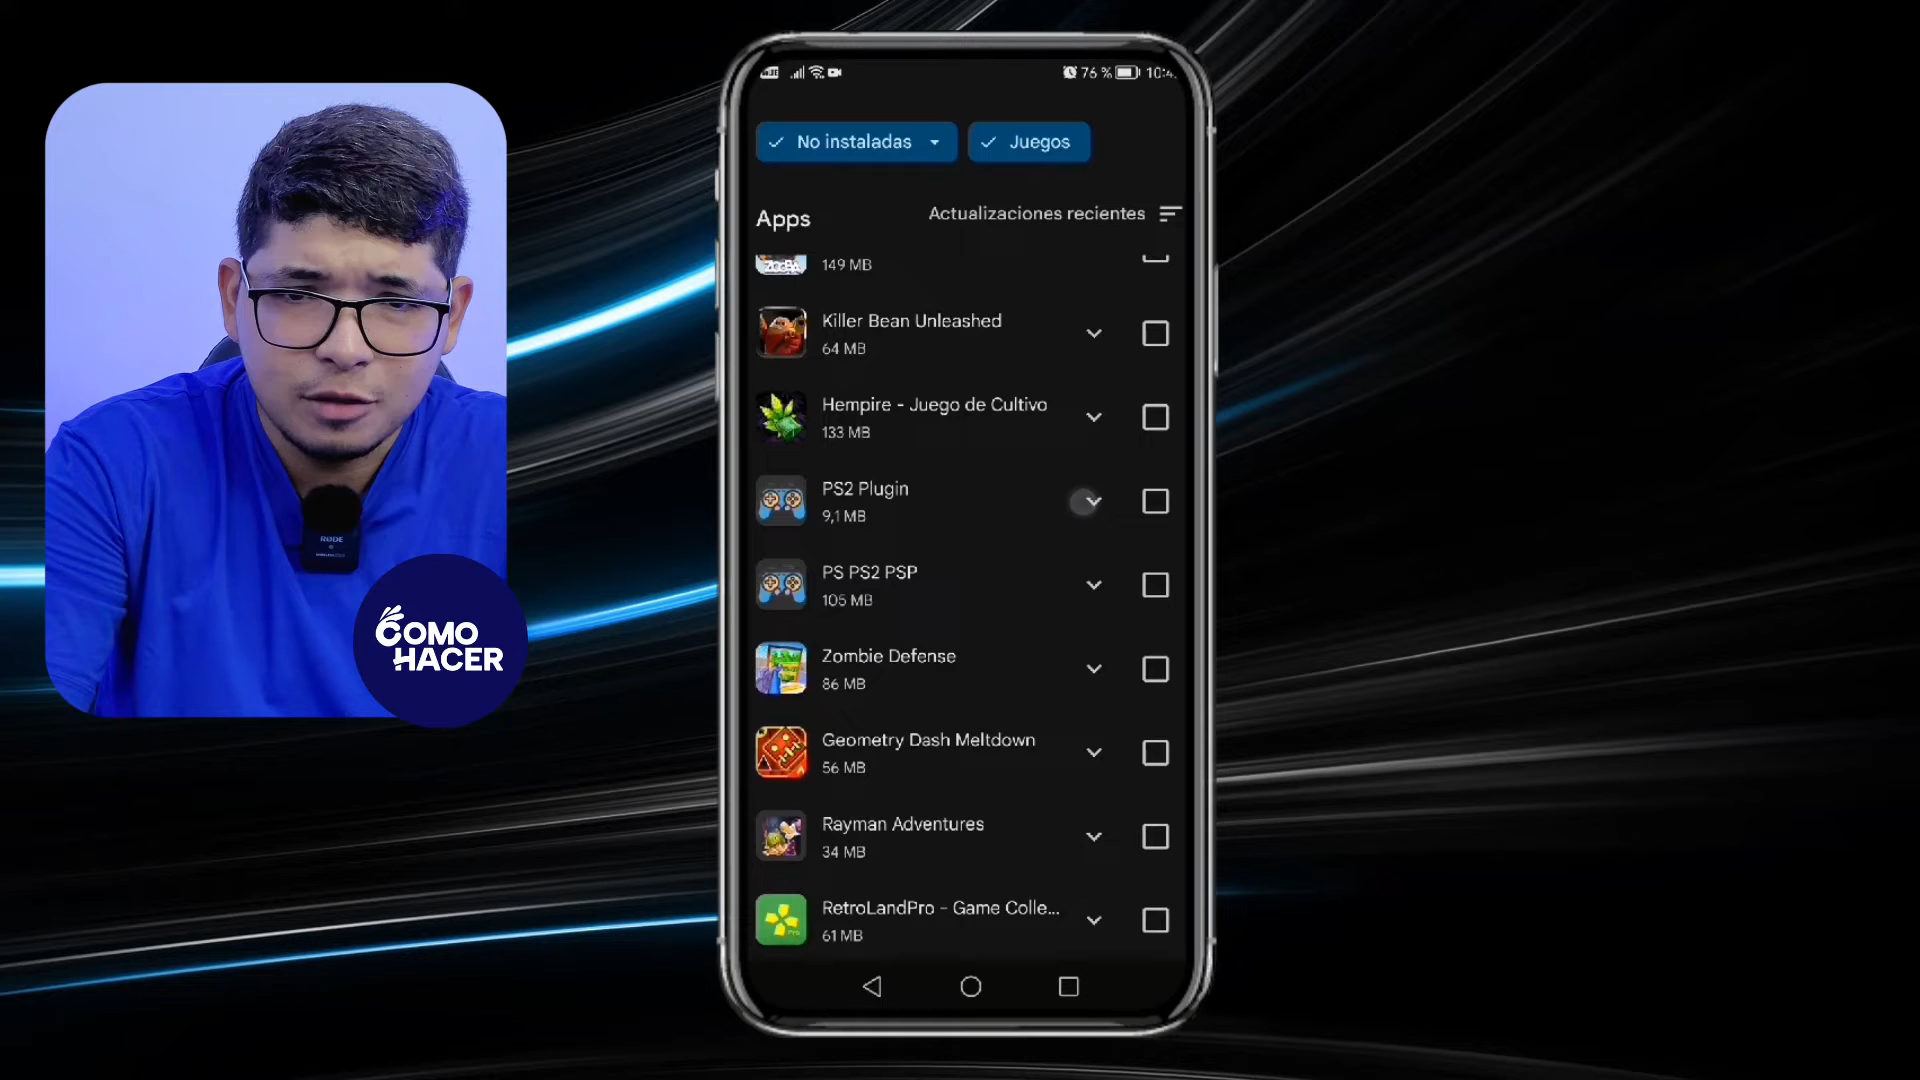 76 %
No instaladas
Juegos
Apps
Actualizaciones recientes
149 MB
Killer Bean Unleashed
64 MB
Hempire - Juego de Cultivo
133 MB
PS2 Plugin
9,1 MB
PS PS2 PSP
105 MB
Zombie Defense
86 MB
Geometry Dash Meltdown
56 MB
Rayman Adventures
34 MB
RetroLandPro - Game Colle...
61 MB
RØDE
COMO
HACER